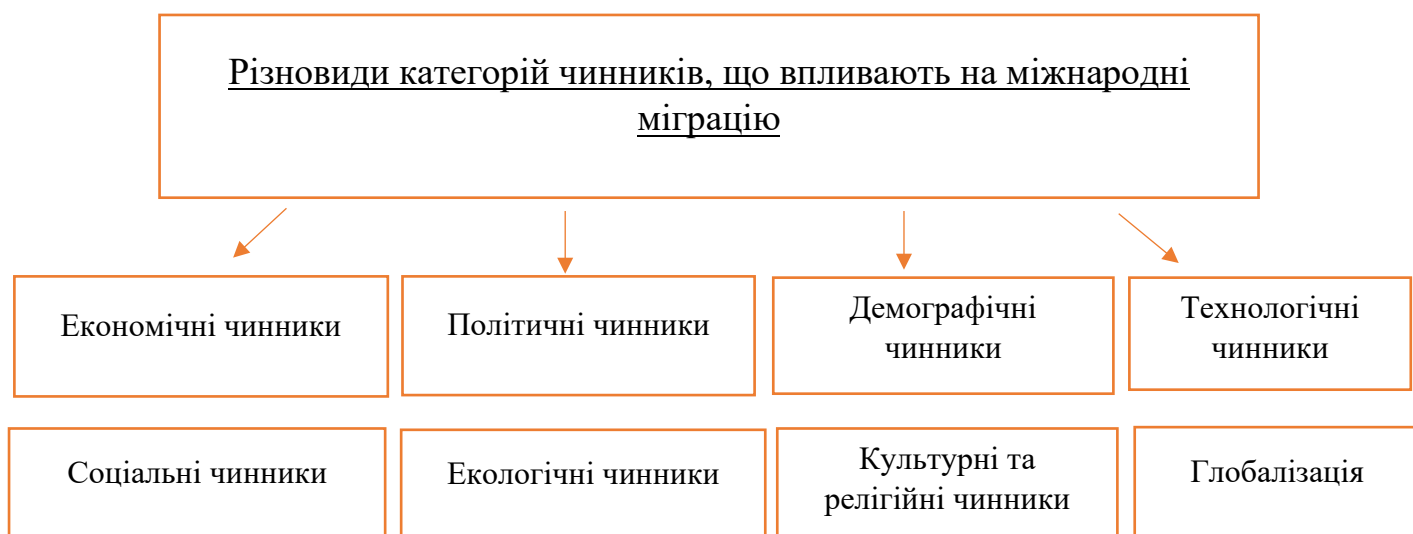 Різновиди категорій чинників, що впливають на міжнародні
міграцію
Економічні чинники
Політичні чинники
Демографічні
чинники
Технологічні
чинники
Соціальні чинники
Екологічні чинники
Культурні та
релігійні чинники
Глобалізація